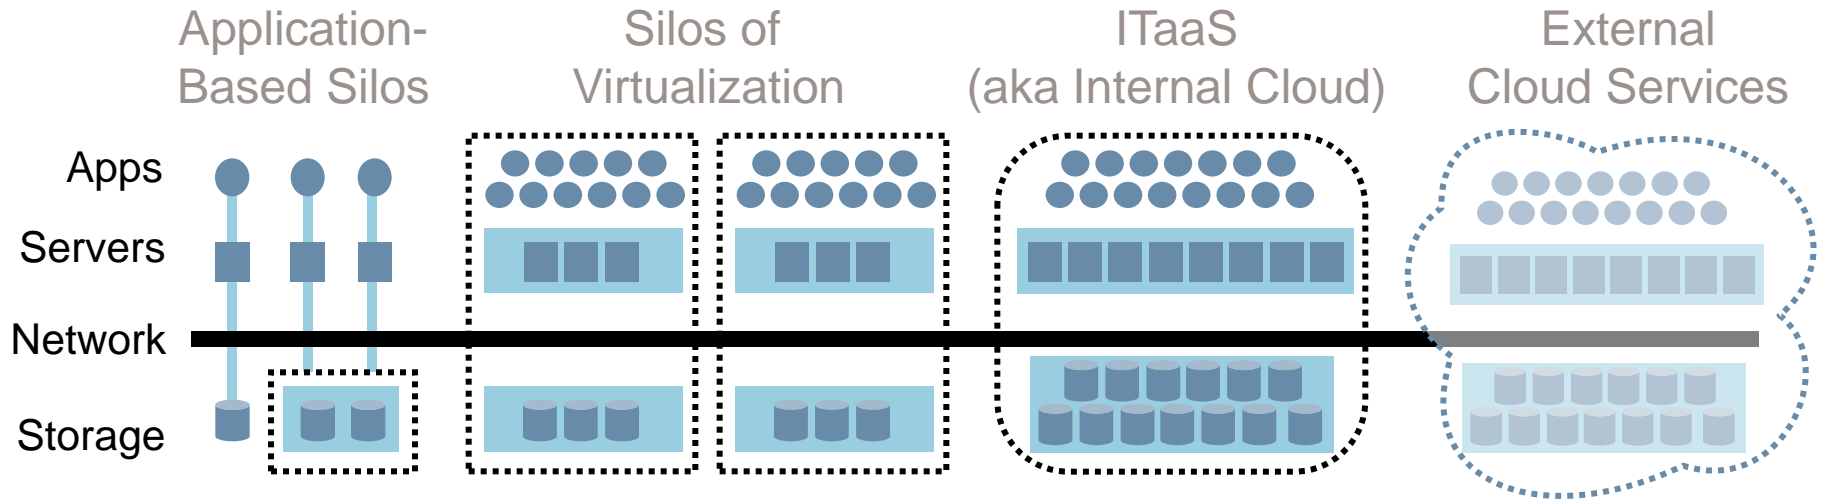 Application-
Based Silos
Silos of
Virtualization
ITaaS
(aka Internal Cloud)
External
Cloud Services
Apps
Servers
Network
Storage